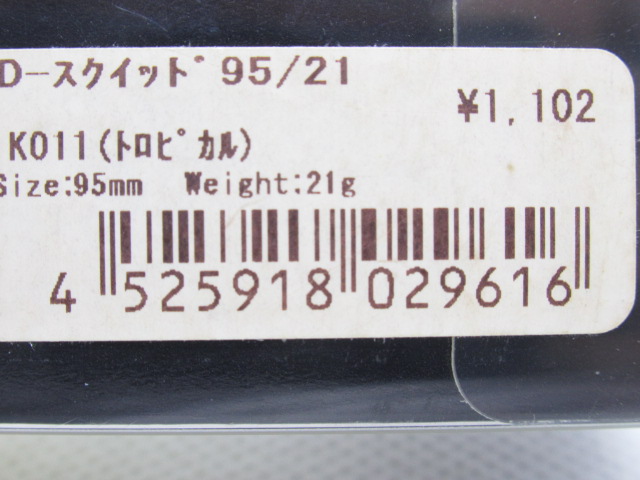 D-スクイッド 95/21
¥1,102
K011(トロピカル)
Size:95mm Weight:21g
4 525918 029616